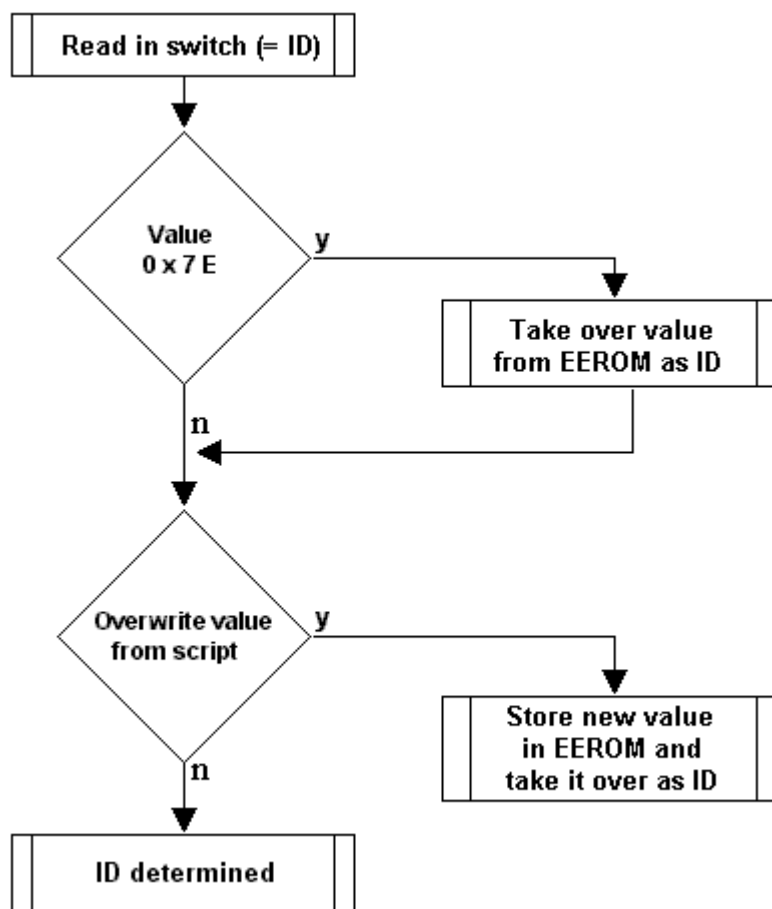 Read in switch (= ID)
Value
0 x 7 E
y
Take over value
from EEROM as ID
n
Overwrite value
from script
y
Store new value
in EEROM and
take it over as ID
n
ID determined